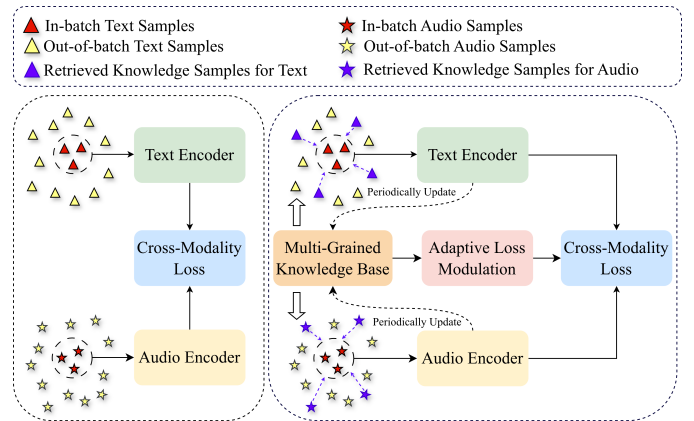 In-batch Text Samples
In-batch Audio Samples
Out-of-batch Text Samples
Out-of-batch Audio Samples
Retrieved Knowledge Samples for Text
Retrieved Knowledge Samples for Audio
Text Encoder
Cross-Modality
Loss
Audio Encoder
Text Encoder
Periodically Update
Multi-Grained
Knowledge Base
Adaptive Loss
Modulation
Cross-Modality
Loss
Periodically Update
Audio Encoder